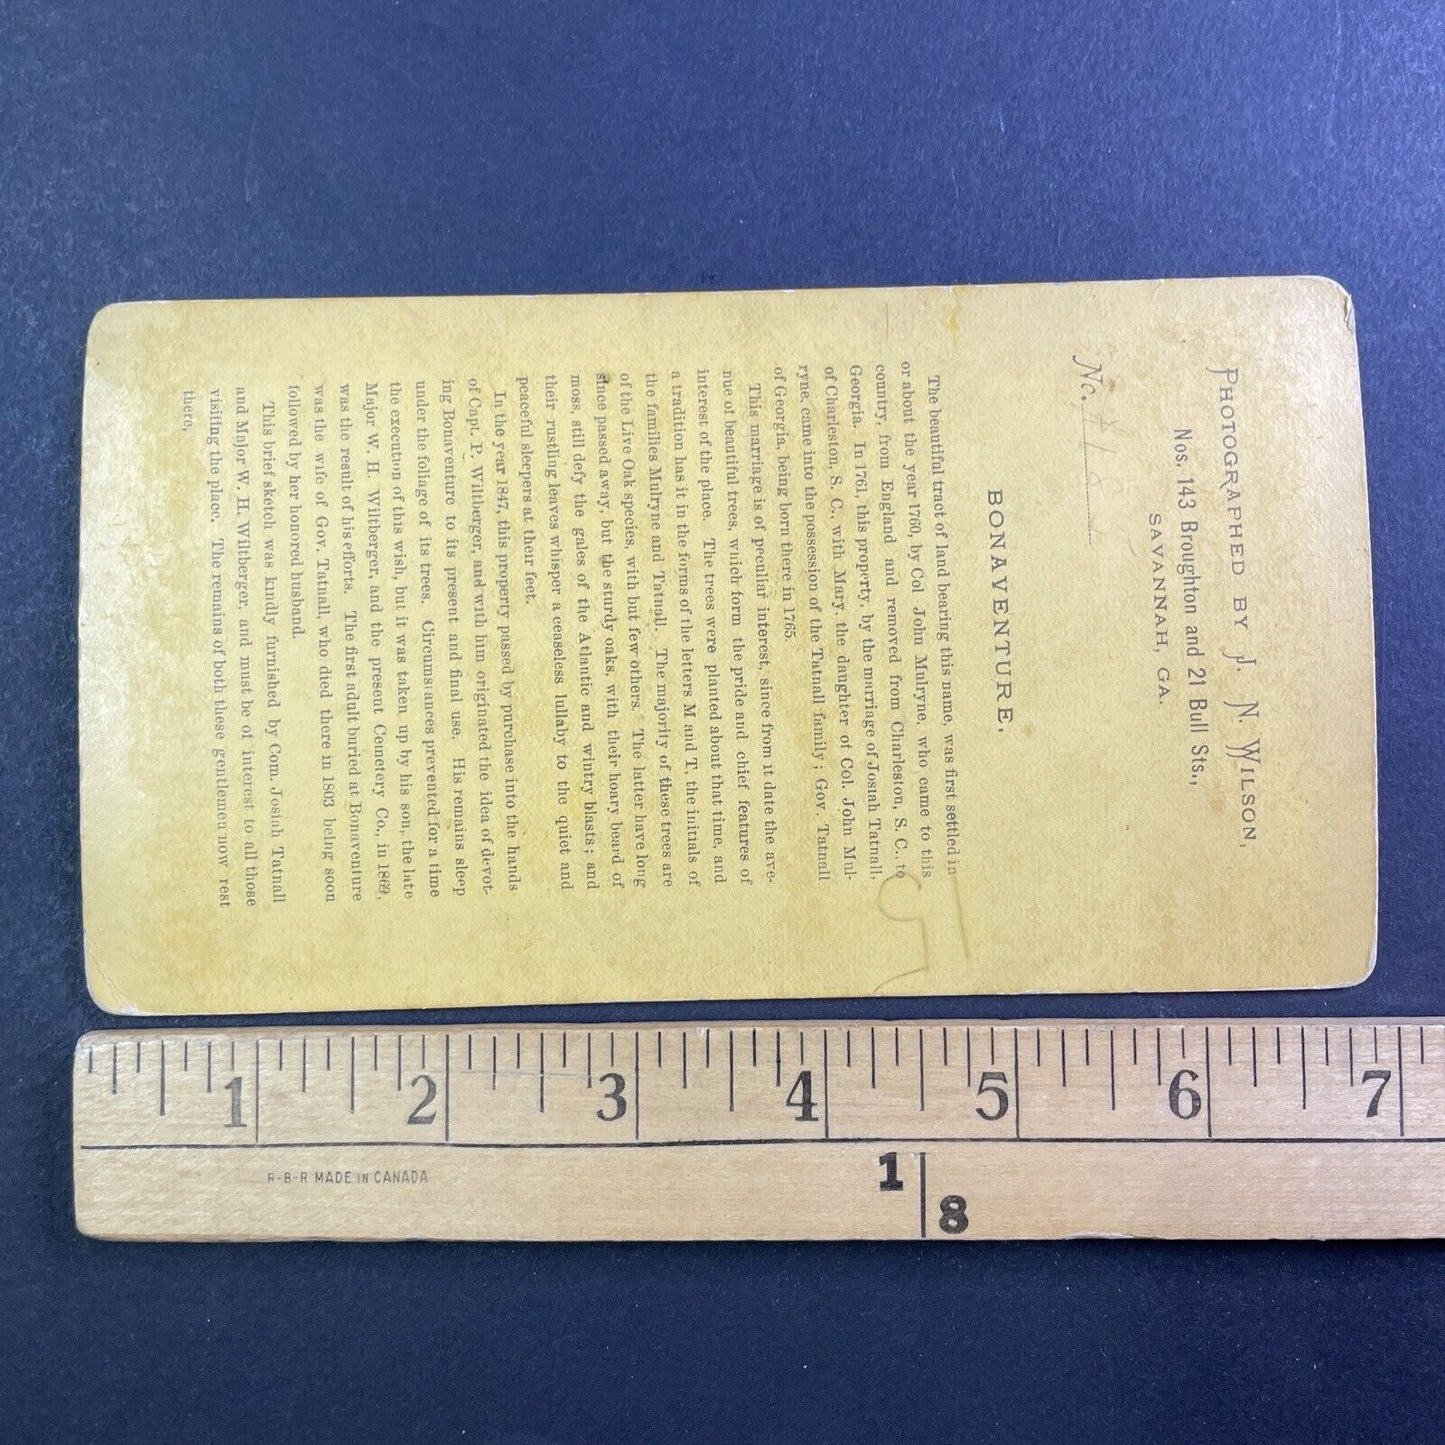 PHOTOGRAPHED BY J. N. WILSON,
Nos. 143 Broughton and 21 Bull Sts.,
SAVANNAH, GA.
No.
BONAVENTURE.
The beautiful tract of land bearing this name, was first settled in
or about the year 1760, by Col John Mulryne, who came to this
country, from England and removed from Charleston, S. C., to
Georgia. In 1761, this property, by the marriage of Josiah Tatnall,
of Charleston, S. C., with Mary, the daughter of Col. John Mul-
ryne, came into the possession of the Tatnall family; Gov. Tatnall
of Georgia, being born there in 1765.
This marriage is of peculiar interest, since from it date the ave-
nue of beautiful trees, which form the pride and chief features of
interest of the place. The trees were planted about that time, and
a tradition has it in the forms of the letters M and T, the initials of
the families Mulryne and Tatnall. The majority of these trees are
of the Live Oak species, with but few others. The latter have long
since passed away, but the sturdy oaks, with their hoary beard of
moss, still defy the gales of the Atlantic and wintry blasts; and
their rustling leaves whisper a ceaseless lullaby to the quiet and
peaceful sleepers at their feet.
In the year 1847, this property passed by purchase into the hands
of Capt. P. Wiltberger, and with him originated the idea of devot-
ing Bonaventure to its present and final use. His remains sleep
under the foliage of its trees. Circumstances prevented for a time
the execution of this wish, but it was taken up by his son, the late
Major W. H. Wiltberger, and the present Cemetery Co., in 1869,
was the result of his efforts. The first adult buried at Bonaventure
was the wife of Gov. Tatnall, who died there in 1803 being soon
followed by her honored husband.
This brief sketch was kindly furnished by Com. Josiah Tatnall
and Major W. H. Wiltberger, and must be of interest to all those
visiting the place. The remains of both these gentlemen now rest
there,
1 2 3 4 5 6 7
R-B-R MADE IN CANADA
1 8